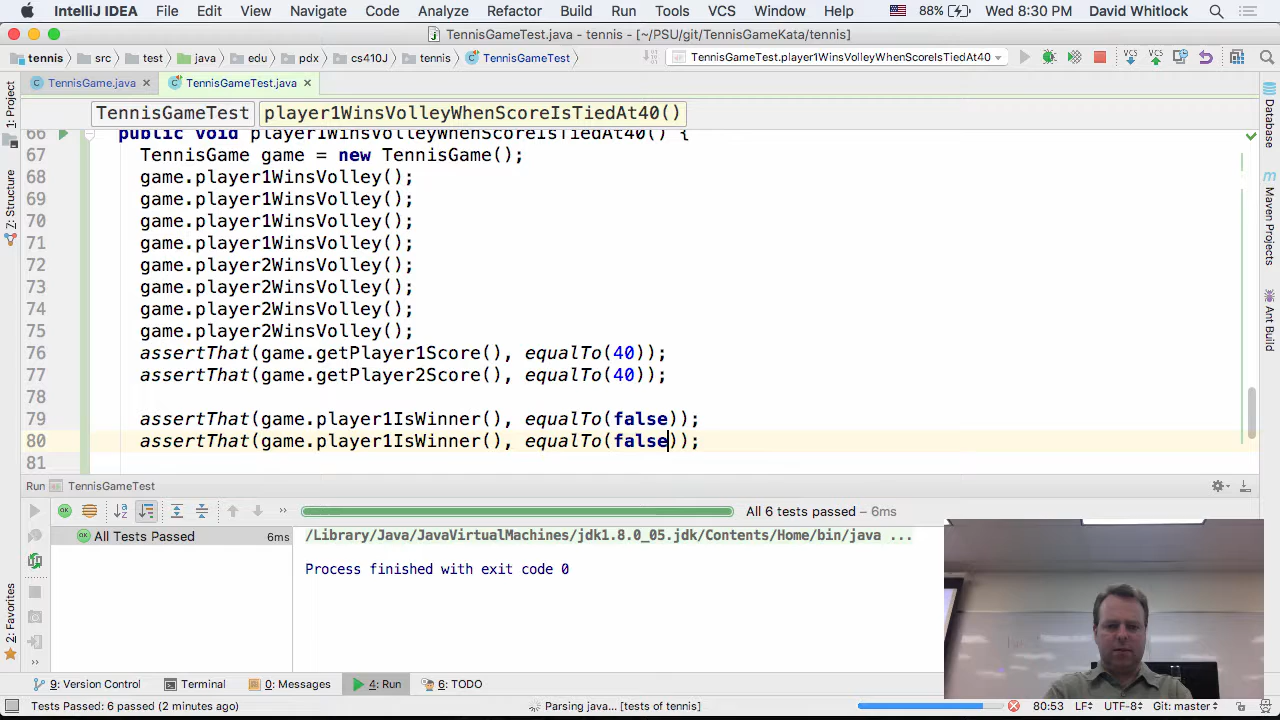 IntelliJ IDEA File Edit View Navigate Code Analyze Refactor Build Run Tools VCS Window Help 88% Wed 8:30 PM David Whitlock
TennisGameTest.java - tennis - [~/PSU/git/TennisGameKata/tennis]
tennis src test java edu pdx cs410J tennis TennisGameTest TennisGameTest.player1WinsVolleyWhenScoreIsTiedAt40
TennisGame.java TennisGameTest.java
TennisGameTest player1WinsVolleyWhenScoreIsTiedAt40()
66 public void player1WinsVolleyWhenScoreIsTiedAt40() {
67 TennisGame game = new TennisGame();
68 game.player1WinsVolley();
69 game.player1WinsVolley();
70 game.player1WinsVolley();
71 game.player1WinsVolley();
72 game.player2WinsVolley();
73 game.player2WinsVolley();
74 game.player2WinsVolley();
75 game.player2WinsVolley();
76 assertThat(game.getPlayer1Score(), equalTo(40));
77 assertThat(game.getPlayer2Score(), equalTo(40));
78
79 assertThat(game.player1IsWinner(), equalTo(false));
80 assertThat(game.player1IsWinner(), equalTo(false));
81
1: Project
Z: Structure
2: Favorites
Database
Maven Projects
Ant Build
Run TennisGameTest
>> All 6 tests passed – 6ms
All Tests Passed 6ms
/Library/Java/JavaVirtualMachines/jdk1.8.0_05.jdk/Contents/Home/bin/java ...
Process finished with exit code 0
9: Version Control Terminal 0: Messages 4: Run 6: TODO
Tests Passed: 6 passed (2 minutes ago) Parsing java... [tests of tennis] 80:53 LF UTF-8 Git: master